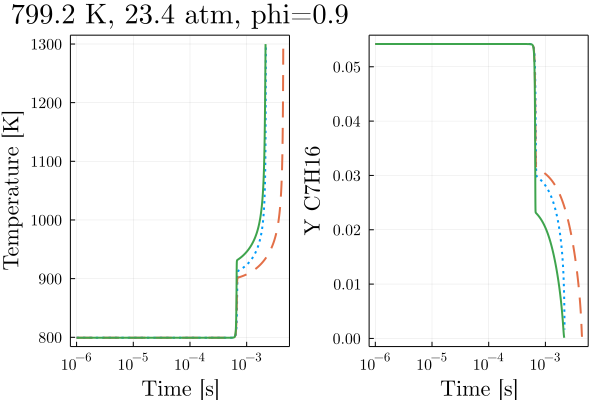 799.2 K, 23.4 atm, phi=0.9
Temperature [K]
1300
1200
1100
1000
900
800
10⁻⁶ 10⁻⁵ 10⁻⁴ 10⁻³
Time [s]
Y C7H16
0.05
0.04
0.03
0.02
0.01
0.00
10⁻⁶ 10⁻⁵ 10⁻⁴ 10⁻³
Time [s]